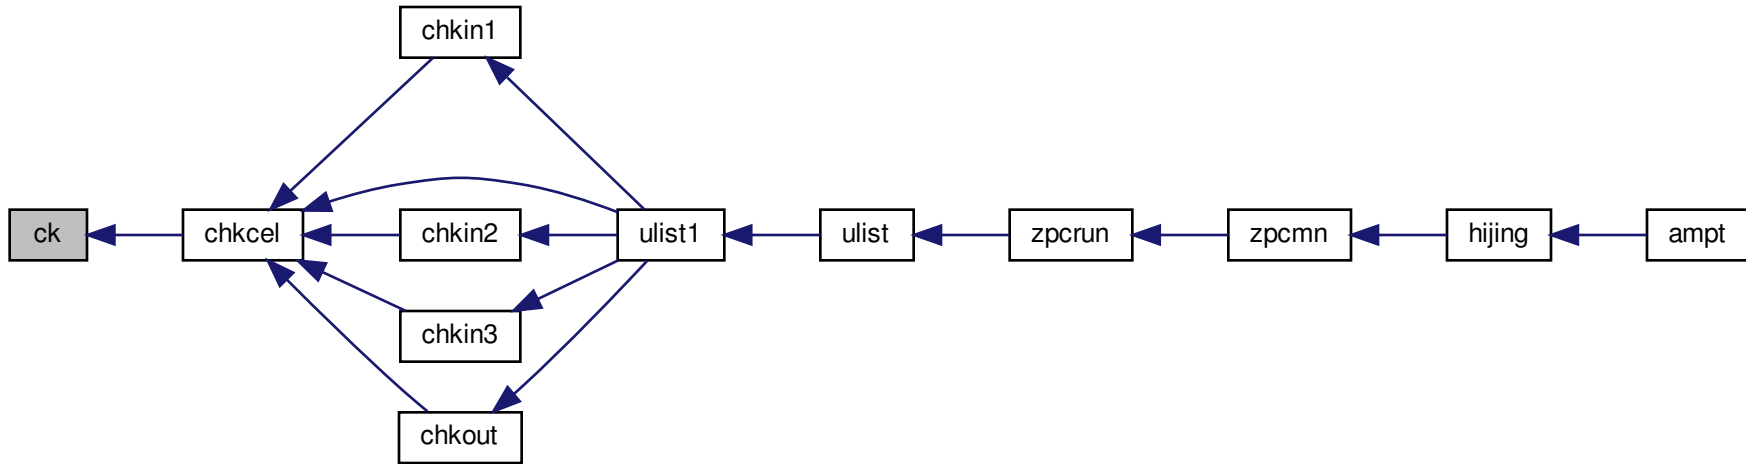 chkin1
ck
chkcel
chkin2
ulist1
ulist
zpcrun
zpcmn
hijing
ampt
chkin3
chkout